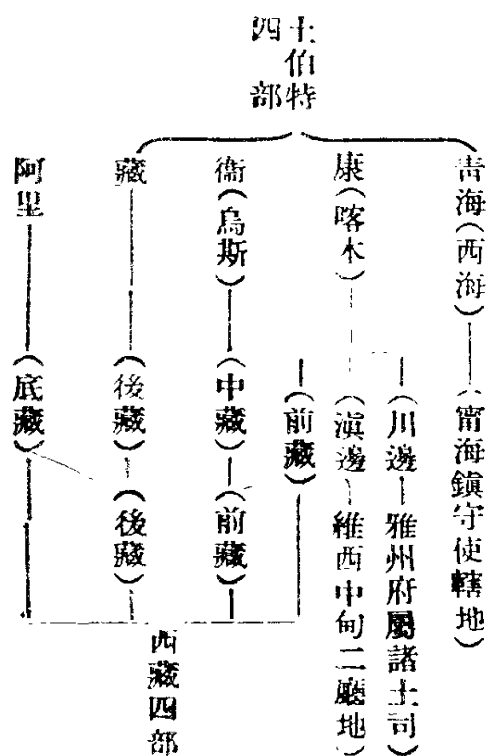 土伯特
四部
青海(西海)——(甯海鎮守使轄地)
(川邊—雅州府屬諸土司)
康(喀木)—(滇邊—維西中甸二廳地)
(前藏)
衞(烏斯)——(中藏)—(前藏)
藏——(後藏)—(後藏)
阿里——(底藏)
西藏四部